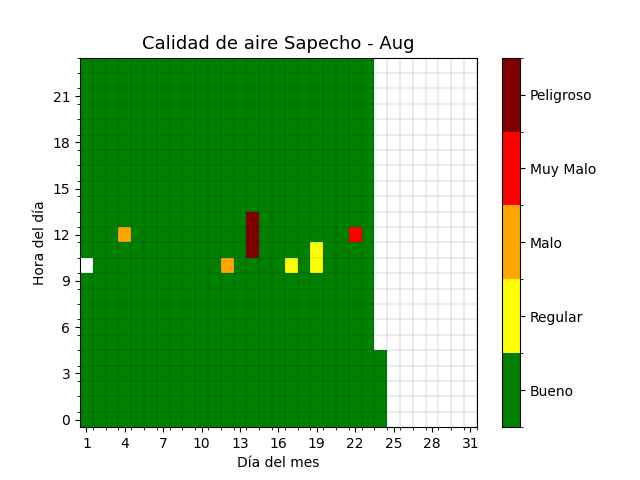 Calidad de aire Sapecho - Aug
21
18
15
12
9
6
3
0
Hora del día
1 4 7 10 13 16 19 22 25 28 31
Día del mes
Peligroso
Muy Malo
Malo
Regular
Bueno